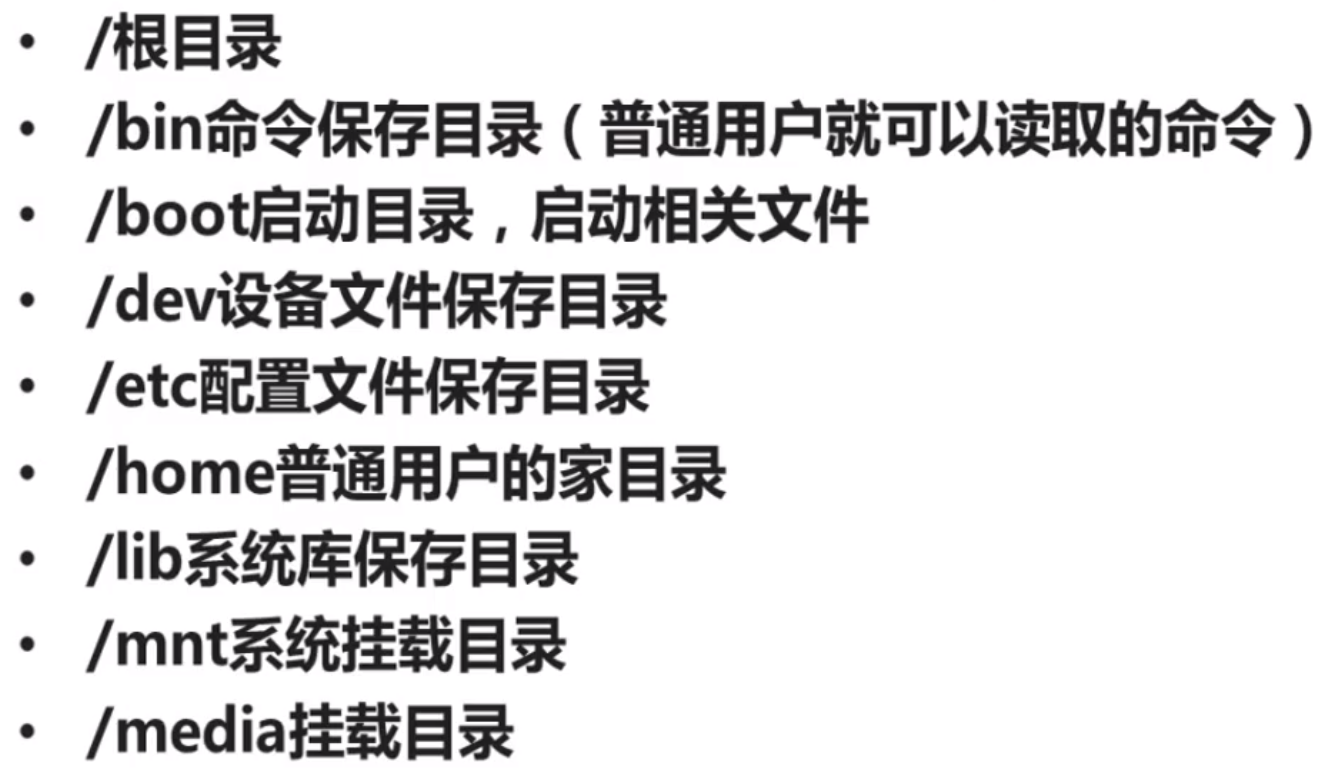 • /根目录
• /bin命令保存目录（普通用户就可以读取的命令）
• /boot启动目录，启动相关文件
• /dev设备文件保存目录
• /etc配置文件保存目录
• /home普通用户的家目录
• /lib系统库保存目录
• /mnt系统挂载目录
• /media挂载目录